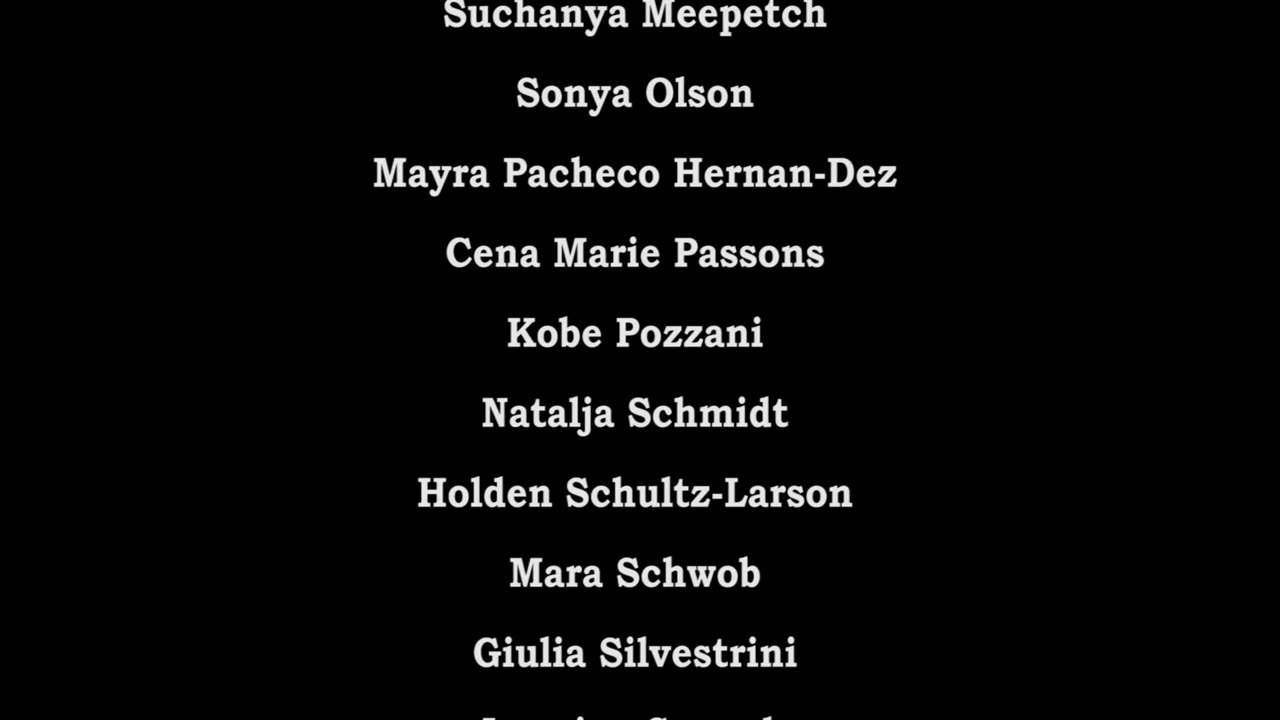 Suchanya Meepetch
Sonya Olson
Mayra Pacheco Hernan-Dez
Cena Marie Passons
Kobe Pozzani
Natalja Schmidt
Holden Schultz-Larson
Mara Schwob
Giulia Silvestrini